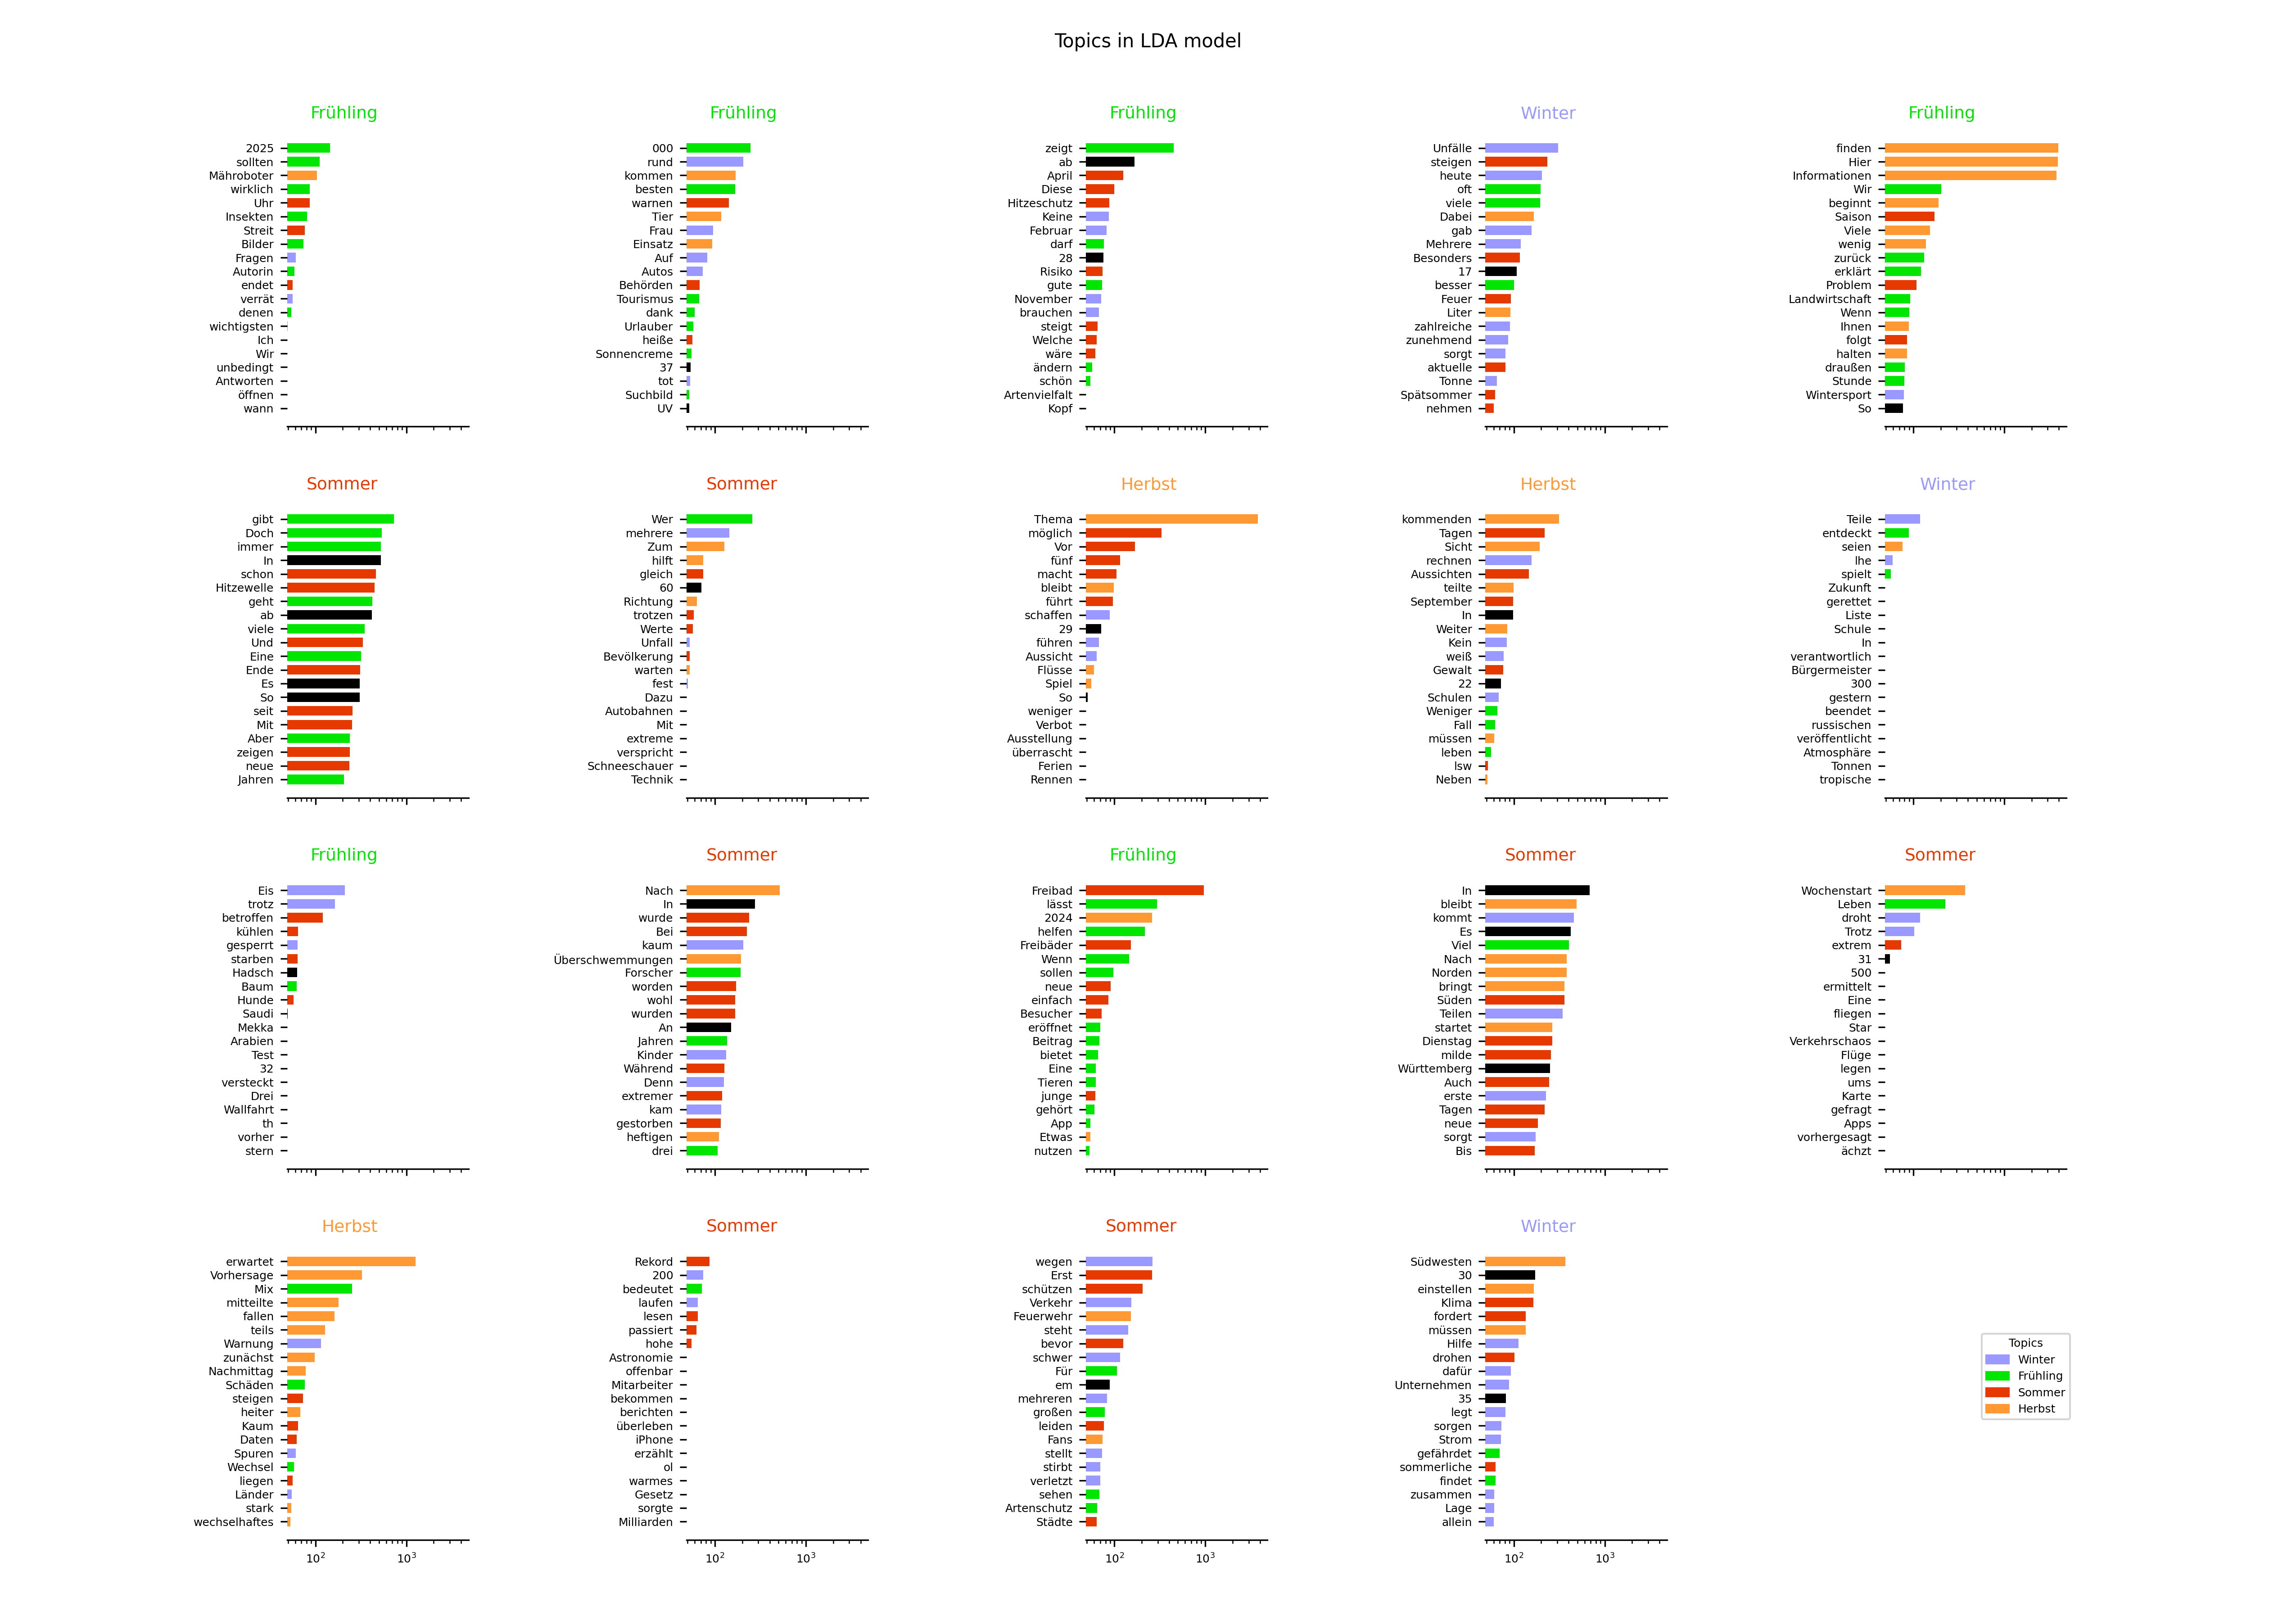 Topics in LDA model
Frühling
2025
sollten
Mähroboter
wirklich
Uhr
Insekten
Streit
Bilder
Fragen
Autorin
endet
verrät
denen
wichtigsten
Ich
Wir
unbedingt
Antworten
öffnen
wann
Frühling
000
rund
kommen
besten
warnen
Tier
Frau
Einsatz
Auf
Autos
Behörden
Tourismus
dank
Urlauber
heiße
Sonnencreme
37
tot
Suchbild
UV
Frühling
zeigt
ab
April
Diese
Hitzeschutz
Keine
Februar
darf
28
Risiko
gute
November
brauchen
steigt
Welche
wäre
ändern
schön
Artenvielfalt
Kopf
Winter
Unfälle
steigen
heute
oft
viele
Dabei
gab
Mehrere
Besonders
17
besser
Feuer
Liter
zahlreiche
zunehmend
sorgt
aktuelle
Tonne
Spätsommer
nehmen
Frühling
finden
Hier
Informationen
Wir
beginnt
Saison
Viele
wenig
zurück
erklärt
Problem
Landwirtschaft
Wenn
Ihnen
folgt
halten
draußen
Stunde
Wintersport
So
Sommer
gibt
Doch
immer
In
schon
Hitzewelle
geht
ab
viele
Und
Eine
Ende
Es
So
seit
Mit
Aber
zeigen
neue
Jahren
Sommer
Wer
mehrere
Zum
hilft
gleich
60
Richtung
trotzen
Werte
Unfall
Bevölkerung
warten
fest
Dazu
Autobahnen
Mit
extreme
verspricht
Schneeschauer
Technik
Herbst
Thema
möglich
Vor
fünf
macht
bleibt
führt
schaffen
29
führen
Aussicht
Flüsse
Spiel
So
weniger
Verbot
Ausstellung
überrascht
Ferien
Rennen
Herbst
kommenden
Tagen
Sicht
rechnen
Aussichten
teilte
September
In
Weiter
Kein
weiß
Gewalt
22
Schulen
Weniger
Fall
müssen
leben
lsw
Neben
Winter
Teile
entdeckt
seien
lhe
spielt
Zukunft
gerettet
Liste
Schule
In
verantwortlich
Bürgermeister
300
gestern
beendet
russischen
veröffentlicht
Atmosphäre
Tonnen
tropische
Frühling
Eis
trotz
betroffen
kühlen
gesperrt
starben
Hadsch
Baum
Hunde
Saudi
Mekka
Arabien
Test
32
versteckt
Drei
Wallfahrt
th
vorher
stern
Sommer
Nach
In
wurde
Bei
kaum
Überschwemmungen
Forscher
worden
wohl
wurden
An
Jahren
Kinder
Während
Denn
extremer
kam
gestorben
heftigen
drei
Frühling
Freibad
lässt
2024
helfen
Freibäder
Wenn
sollen
neue
einfach
Besucher
eröffnet
Beitrag
bietet
Eine
Tieren
junge
gehört
App
Etwas
nutzen
Sommer
In
bleibt
kommt
Es
Viel
Nach
Norden
bringt
Süden
Teilen
startet
Dienstag
milde
Württemberg
Auch
erste
Tagen
neue
sorgt
Bis
Sommer
Wochenstart
Leben
droht
Trotz
extrem
31
500
ermittelt
Eine
fliegen
Star
Verkehrschaos
Flüge
legen
ums
Karte
gefragt
Apps
vorhergesagt
ächzt
Herbst
erwartet
Vorhersage
Mix
mitteilte
fallen
teils
Warnung
zunächst
Nachmittag
Schäden
steigen
heiter
Kaum
Daten
Spuren
Wechsel
liegen
Länder
stark
wechselhaftes
10²
10³
Sommer
Rekord
200
bedeutet
laufen
lesen
passiert
hohe
Astronomie
offenbar
Mitarbeiter
bekommen
berichten
überleben
iPhone
erzählt
ol
warmes
Gesetz
sorgte
Milliarden
10²
10³
Sommer
wegen
Erst
schützen
Verkehr
Feuerwehr
steht
bevor
schwer
Für
em
mehreren
großen
leiden
Fans
stellt
stirbt
verletzt
sehen
Artenschutz
Städte
10²
10³
Winter
Südwesten
30
einstellen
Klima
fordert
müssen
Hilfe
drohen
dafür
Unternehmen
35
legt
sorgen
Strom
gefährdet
sommerliche
findet
zusammen
Lage
allein
10²
10³
Topics
Winter
Frühling
Sommer
Herbst